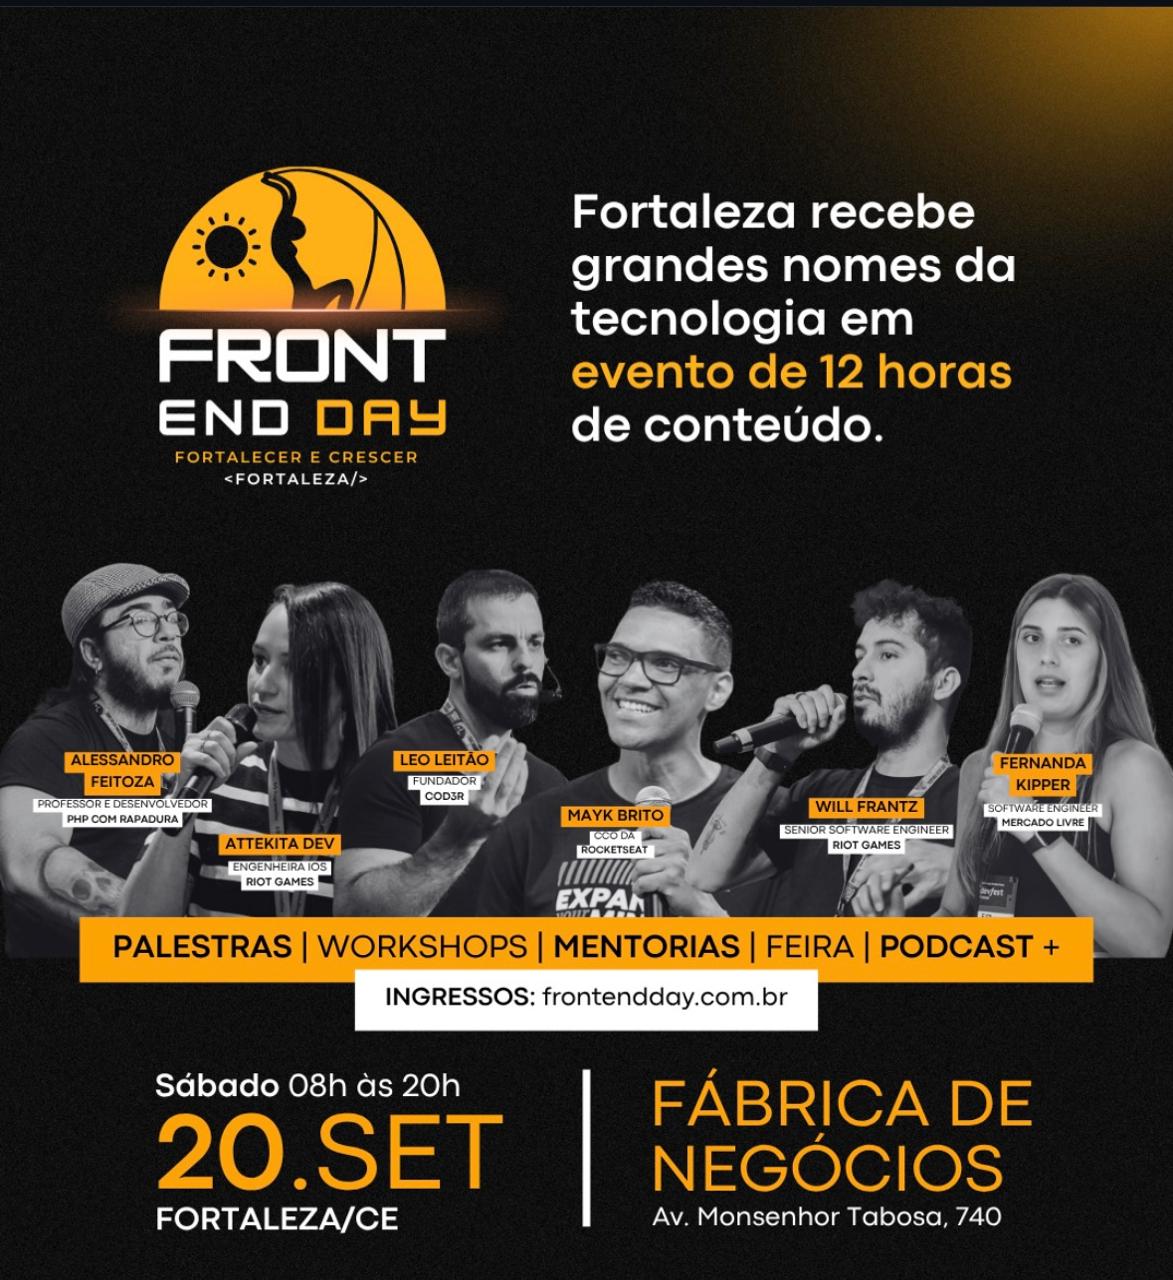 FRONT
END DAY
FORTALECER E CRESCER
<FORTALEZA/>
Fortaleza recebe
grandes nomes da
tecnologia em
evento de 12 horas
de conteúdo.
ALESSANDRO
FEITOZA
PROFESSOR E DESENVOLVEDOR
PHP COM RAPADURA
ATTEKITA DEV
ENGENHEIRA IOS
RIOT GAMES
LEO LEITÃO
FUNDADOR
COD3R
MAYK BRITO
CCO DA
ROCKETSEAT
EXPAN
YOUR MIN
WILL FRANTZ
SENIOR SOFTWARE ENGINEER
RIOT GAMES
FERNANDA
KIPPER
SOFTWARE ENGINEER
MERCADO LIVRE
devfest
PALESTRAS | WORKSHOPS | MENTORIAS | FEIRA | PODCAST +
INGRESSOS: frontendday.com.br
Sábado 08h às 20h
20.SET
FORTALEZA/CE
FÁBRICA DE
NEGÓCIOS
Av. Monsenhor Tabosa, 740